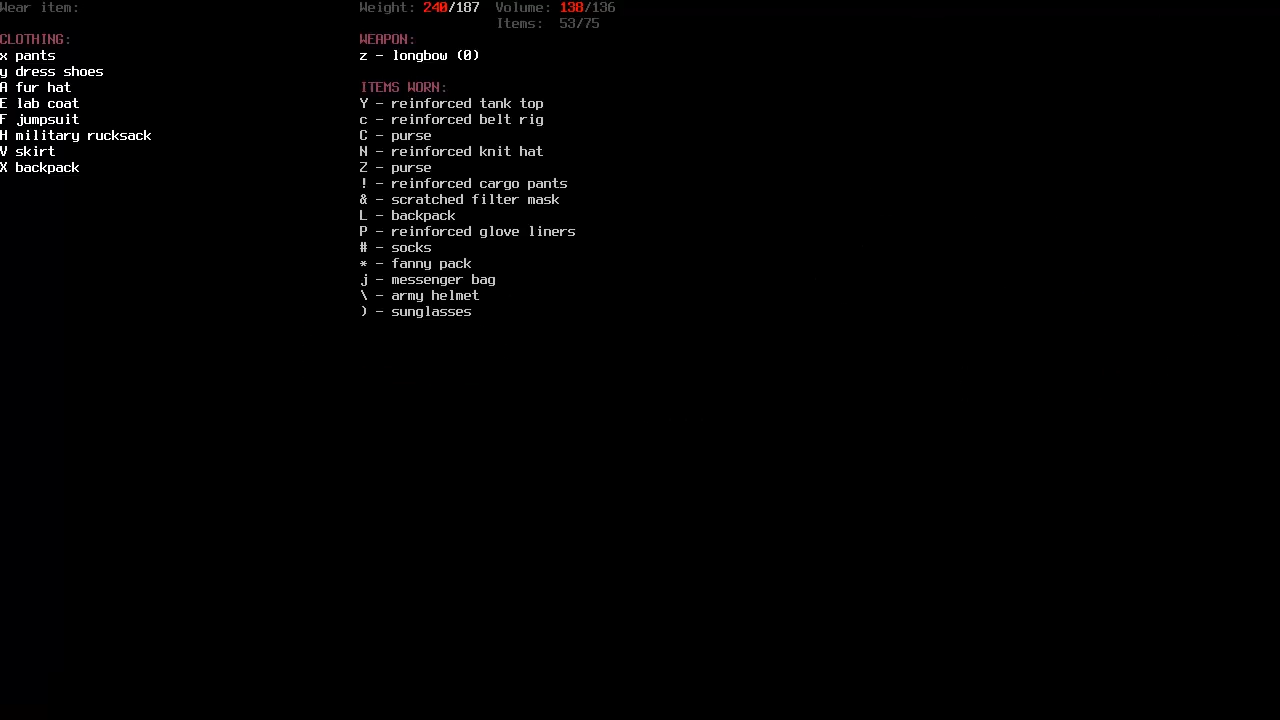 Wear item:
Weight: 240/187 Volume: 138/136
Items: 53/75
CLOTHING:
x pants
y dress shoes
A fur hat
E lab coat
F jumpsuit
H military rucksack
V skirt
X backpack
WEAPON:
z - longbow (0)
ITEMS WORN:
Y - reinforced tank top
c - reinforced belt rig
C - purse
N - reinforced knit hat
Z - purse
! - reinforced cargo pants
& - scratched filter mask
L - backpack
P - reinforced glove liners
# - socks
* - fanny pack
j - messenger bag
\ - army helmet
) - sunglasses